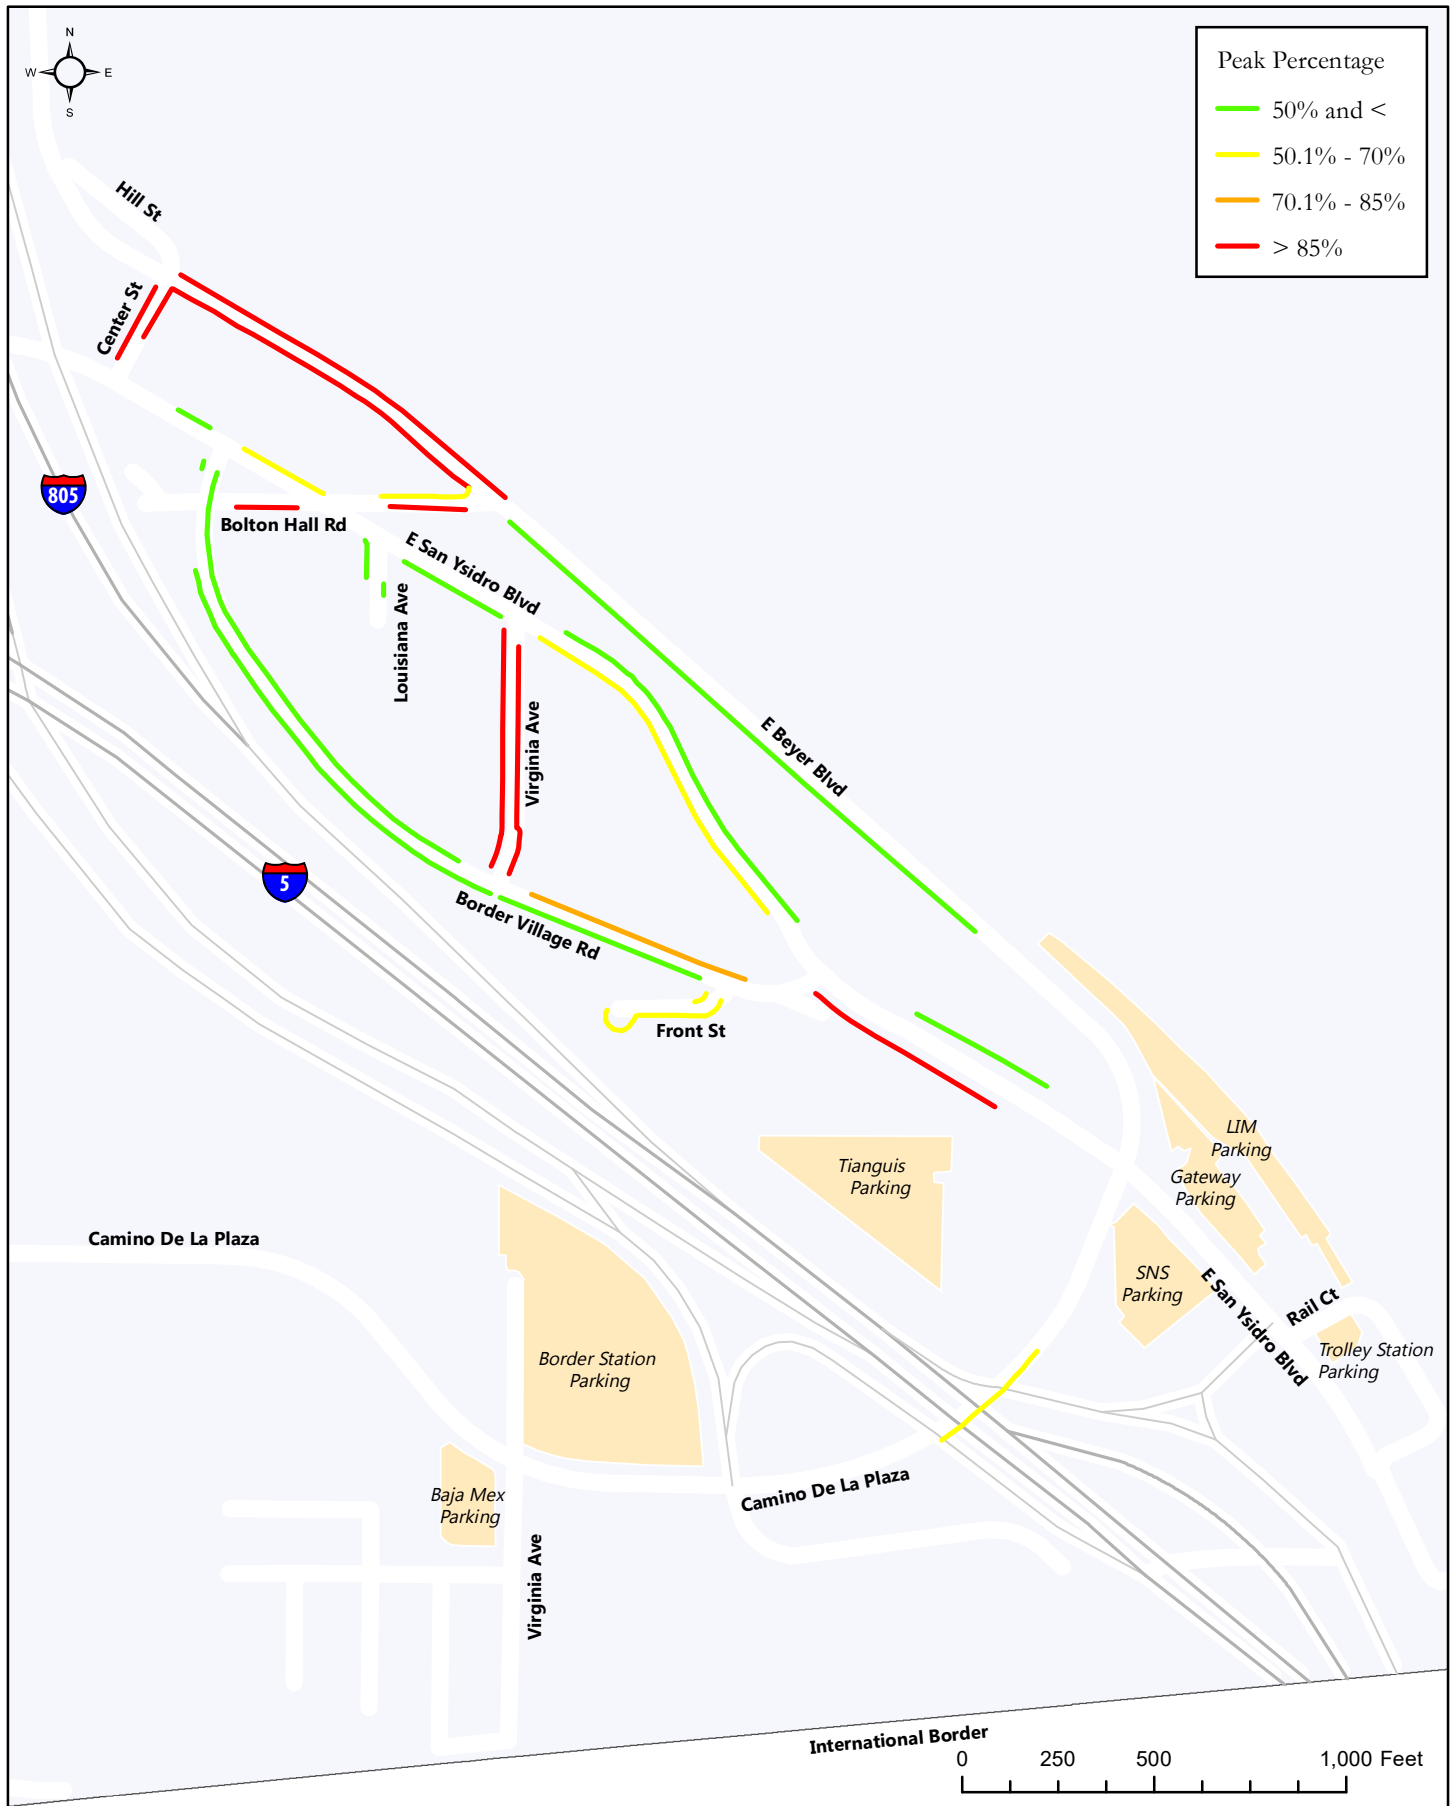 N
W
E
S
Peak Percentage
50% and <
50.1% - 70%
70.1% - 85%
> 85%
Hill St
Center St
805
Bolton Hall Rd
E San Ysidro Blvd
Louisiana Ave
Virginia Ave
E Beyer Blvd
5
Border Village Rd
Front St
LIM
Parking
Tianguis
Parking
Gateway
Parking
Camino De La Plaza
SNS
Parking
E San Ysidro Blvd
Rail Ct
Trolley Station
Parking
Border Station
Parking
Baja Mex
Parking
Camino De La Plaza
Virginia Ave
International Border
0
250
500
1,000 Feet